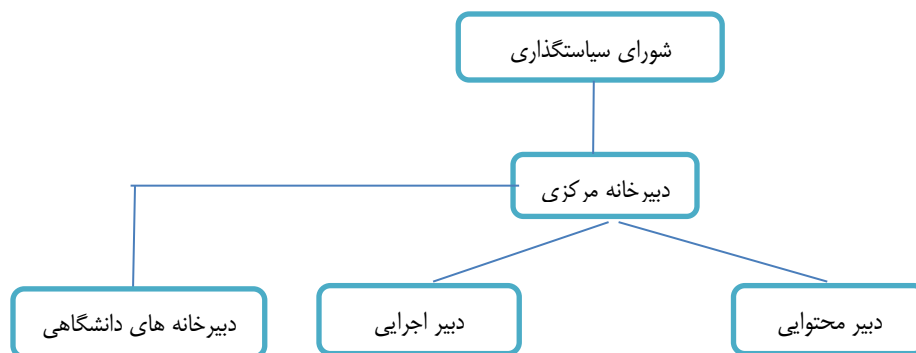 شورای سیاستگذاری
دبیرخانه مرکزی
دبیر محتوایی
دبیر اجرایی
دبیرخانه های دانشگاهی